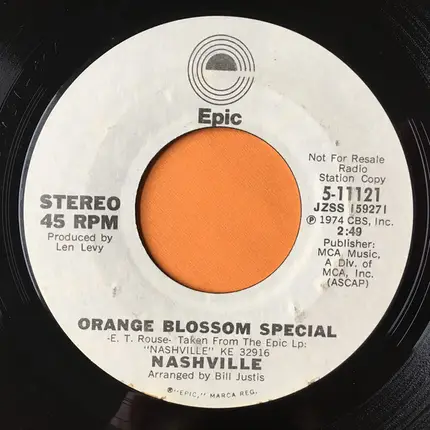 Epic
STEREO
45 RPM
Produced by
Len Levy
Not For Resale
Radio
Station Copy
5-11121
JZSS 159271
℗ 1974 CBS, Inc.
2:49
Publisher:
MCA Music,
A Div. of
MCA, Inc.
(ASCAP)
ORANGE BLOSSOM SPECIAL
-E. T. Rouse- Taken From The Epic Lp:
"NASHVILLE" KE 32916
NASHVILLE
Arranged by Bill Justis
®"EPIC," MARCA REG.